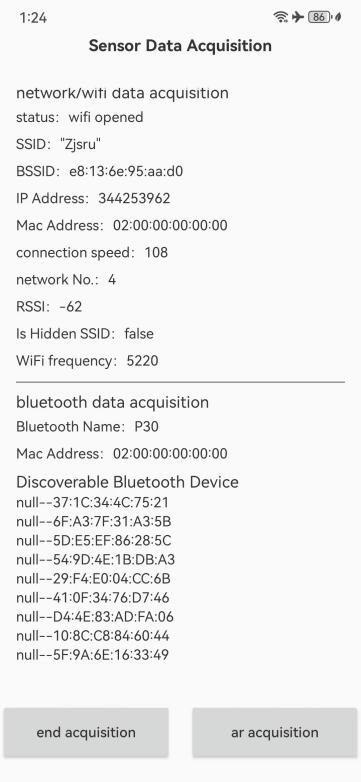 1:24
86
Sensor Data Acquisition
network/wifi data acquisition
status: wifi opened
SSID: "Zjsru"
BSSID: e8:13:6e:95:aa:d0
IP Address: 344253962
Mac Address: 02:00:00:00:00:00
connection speed: 108
network No.: 4
RSSI: -62
Is Hidden SSID: false
WiFi frequency: 5220
bluetooth data acquisition
Bluetooth Name: P30
Mac Address: 02:00:00:00:00:00
Discoverable Bluetooth Device
null--37:1C:34:4C:75:21
null--6F:A3:7F:31:A3:5B
null--5D:E5:EF:86:28:5C
null--54:9D:4E:1B:DB:A3
null--29:F4:E0:04:CC:6B
null--41:0F:34:76:D7:46
null--D4:4E:83:AD:FA:06
null--10:8C:C8:84:60:44
null--5F:9A:6E:16:33:49
end acquisition
ar acquisition